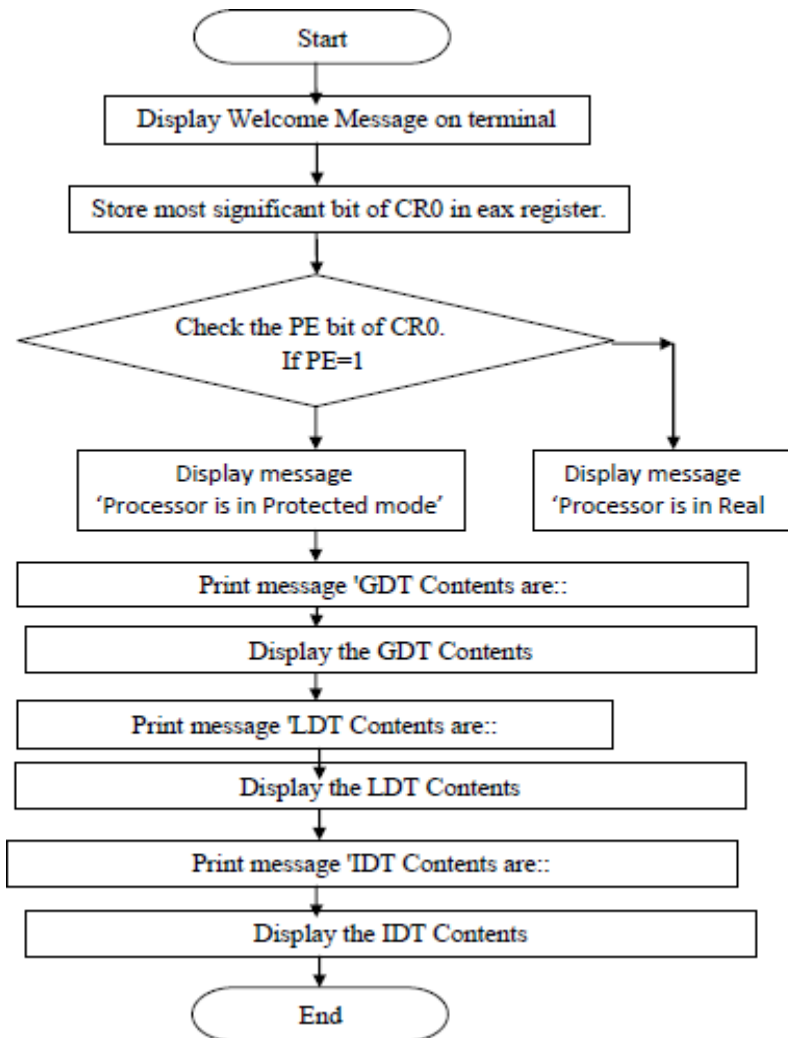 Start
Display Welcome Message on terminal
Store most significant bit of CR0 in eax register.
Check the PE bit of CR0.
If PE=1
Display message
‘Processor is in Protected mode’
Display message
‘Processor is in Real
Print message 'GDT Contents are::
Display the GDT Contents
Print message 'LDT Contents are::
Display the LDT Contents
Print message 'IDT Contents are::
Display the IDT Contents
End